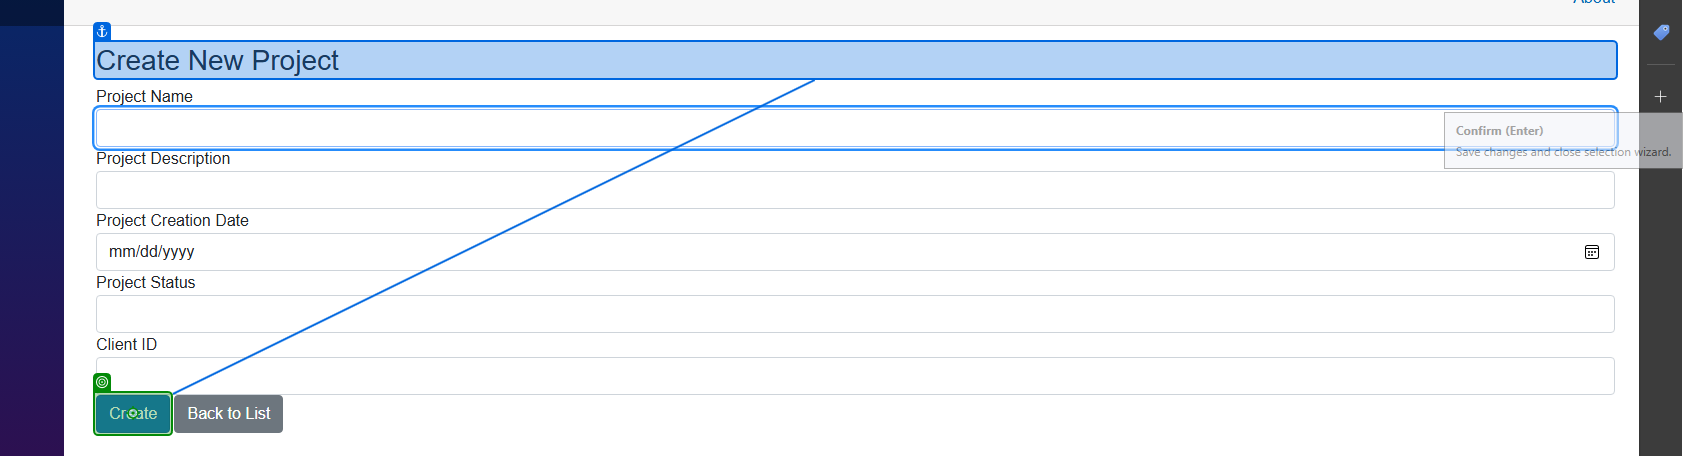 About
Create New Project
Project Name
Confirm (Enter)
Save changes and close selection wizard.
Project Description
Project Creation Date
mm/dd/yyyy
Project Status
Client ID
Create
Back to List